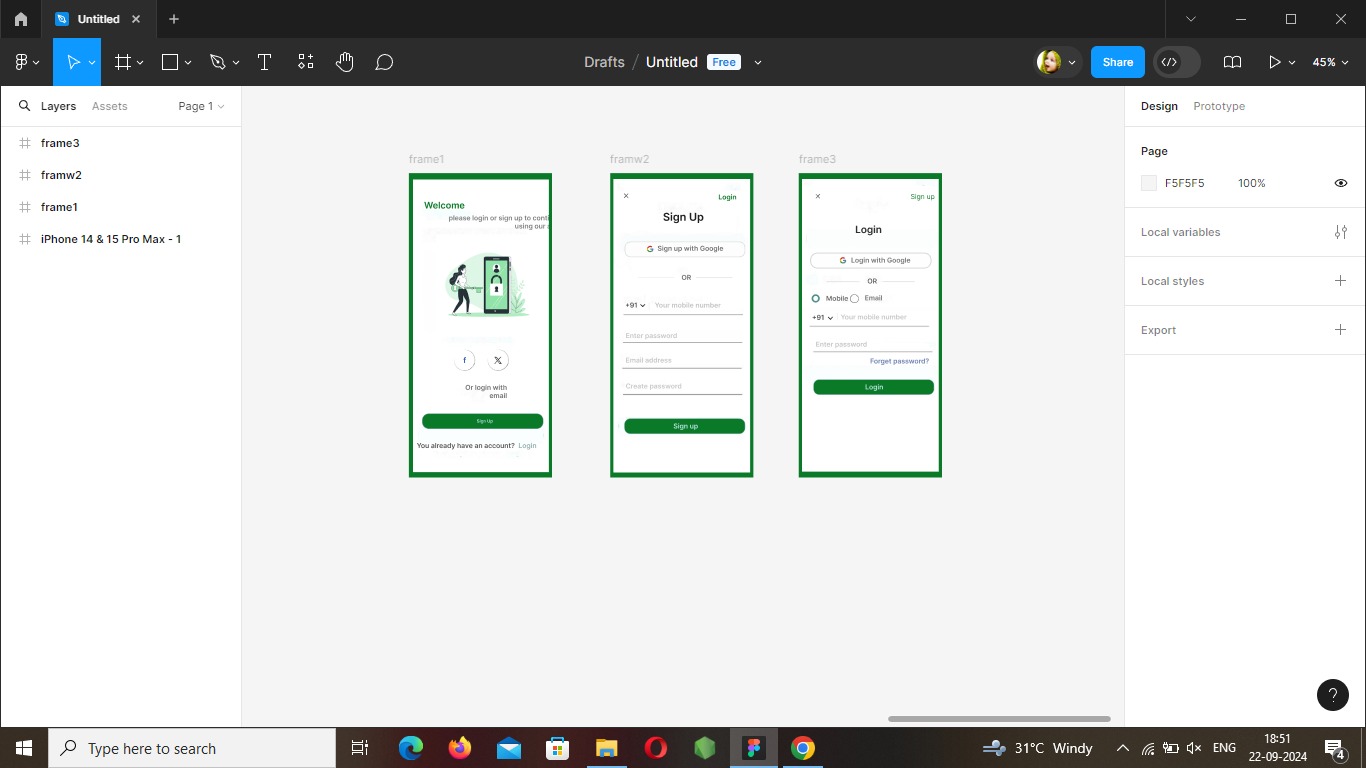 Untitled
Drafts / Untitled Free
Share
45%
Layers Assets Page 1
frame3
framw2
frame1
iPhone 14 & 15 Pro Max - 1
frame1
Welcome
please login or sign up to conti
using our a
f X
Or login with
email
Sign Up
You already have an account? Login
framw2
Login
Sign Up
Sign up with Google
OR
+91 Your mobile number
Enter password
Email address
Create password
Sign up
frame3
Sign up
Login
Login with Google
OR
Mobile Email
+91 Your mobile number
Enter password
Forget password?
Login
Design Prototype
Page
F5F5F5 100%
Local variables
Local styles
Export
?
Type here to search
31°C Windy
ENG
18:51
22-09-2024
4